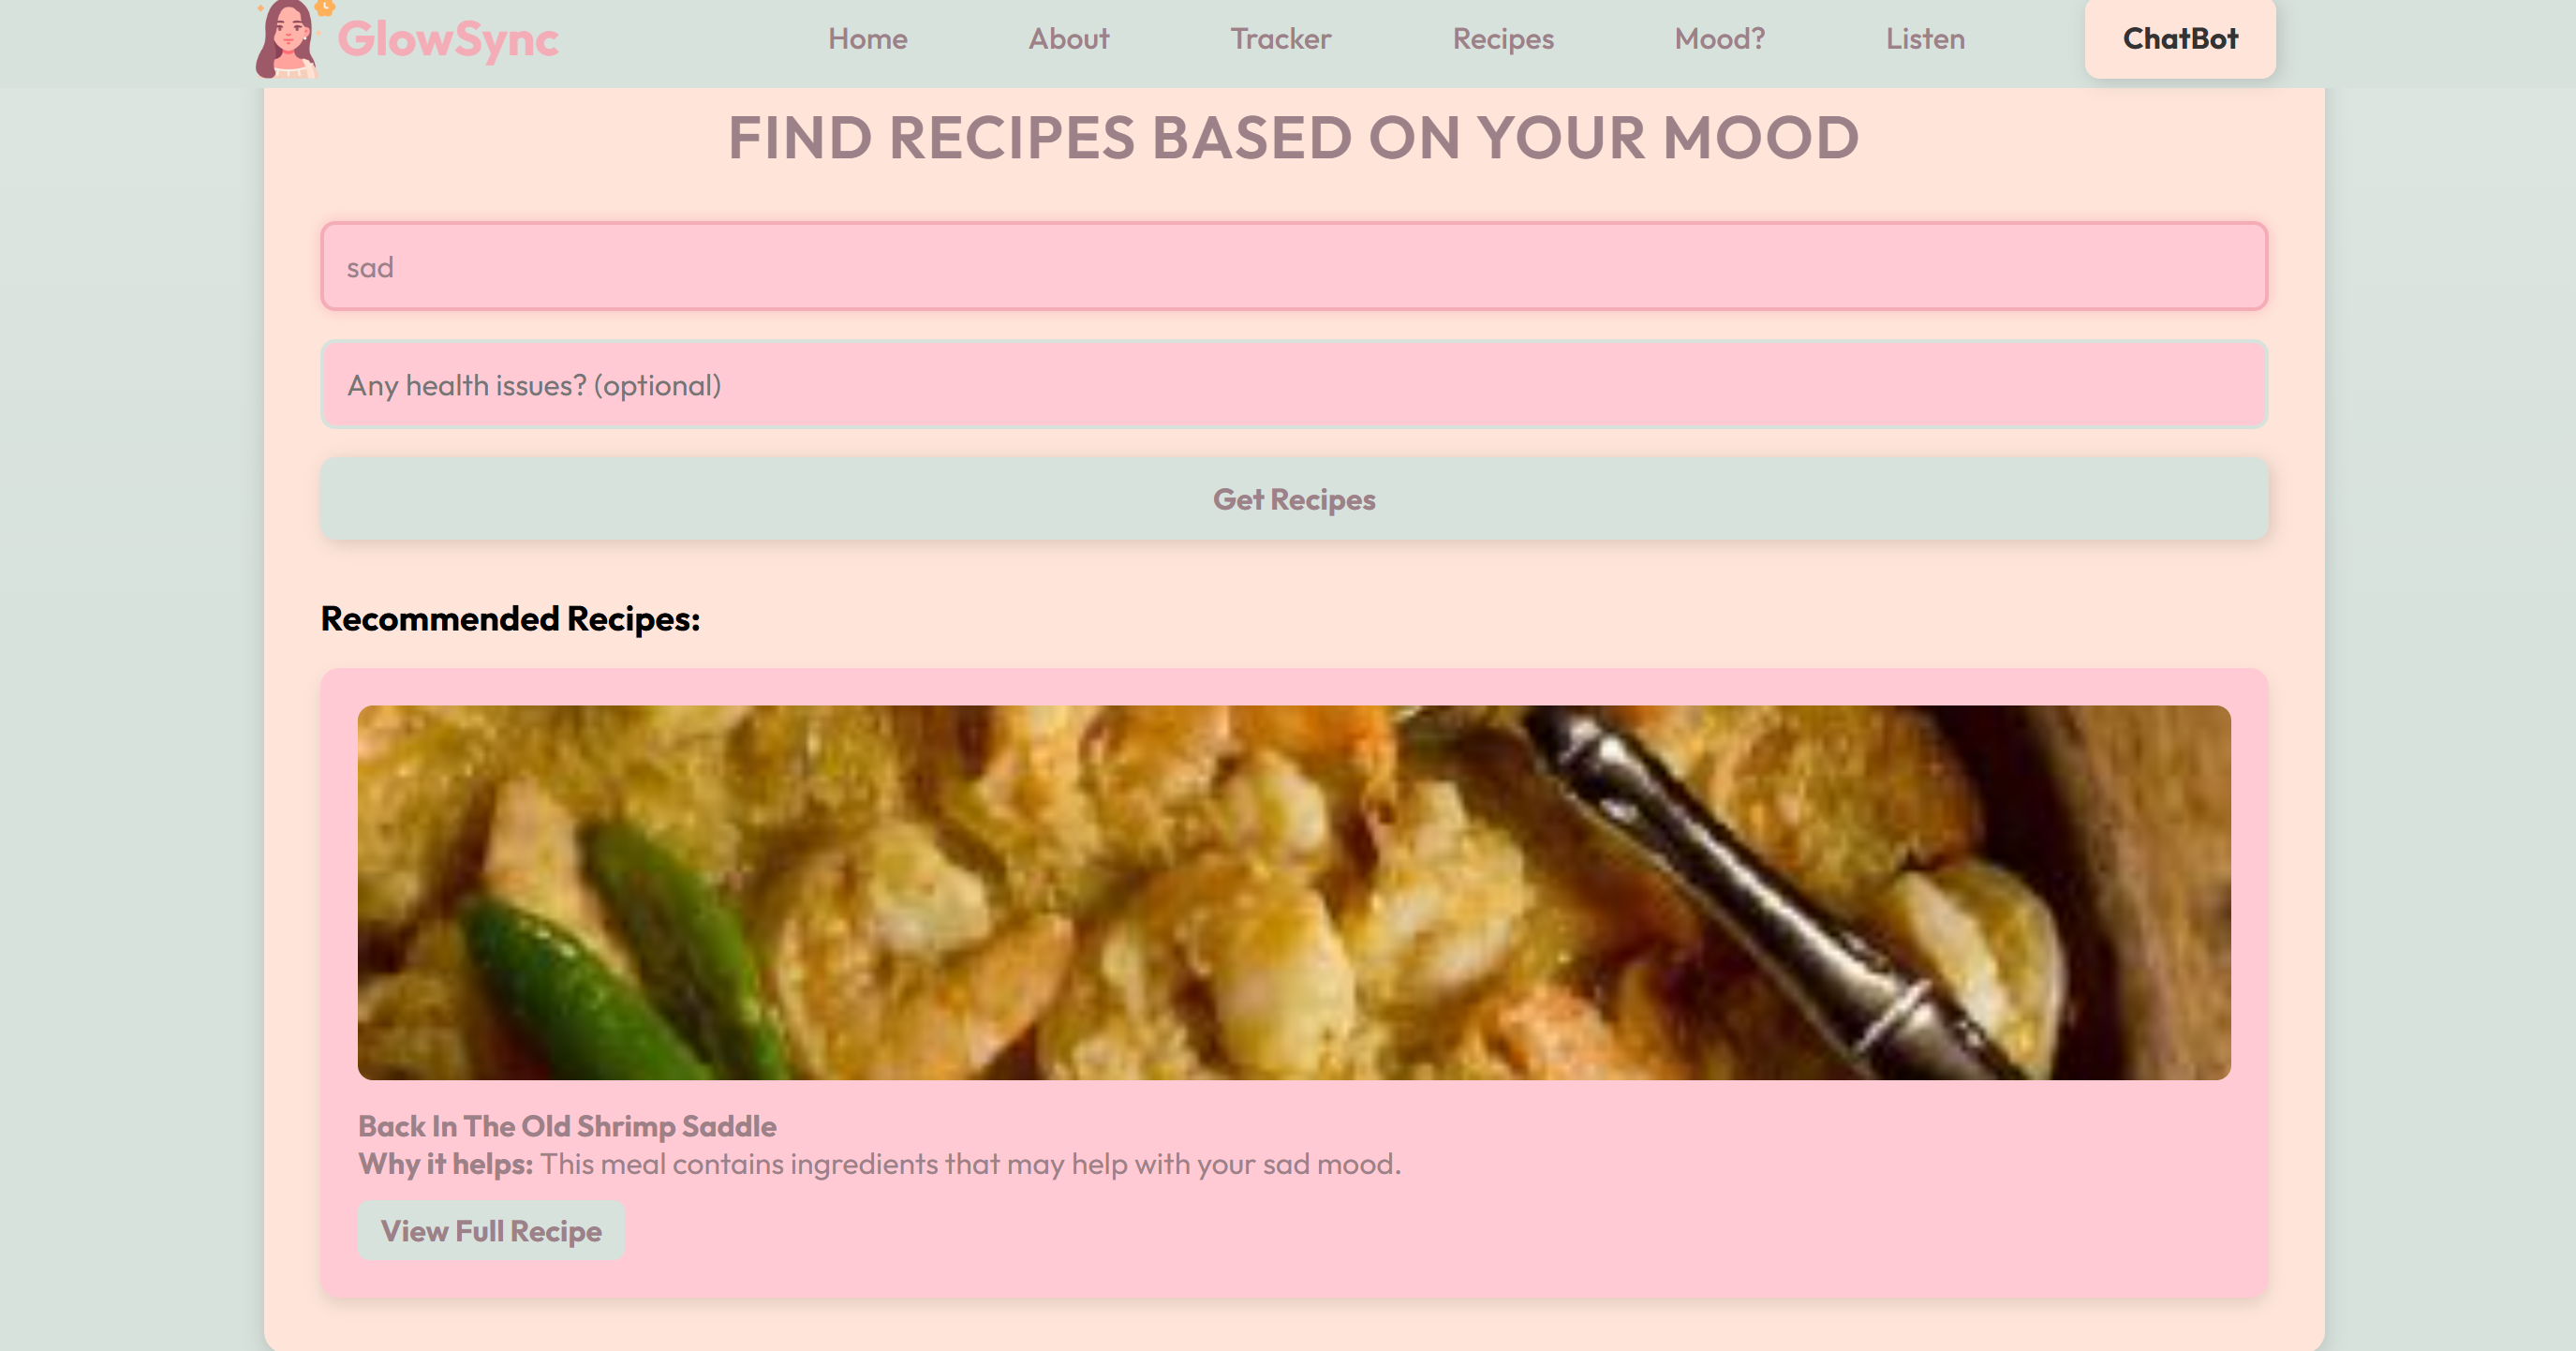 GlowSync
Home About Tracker Recipes Mood? Listen ChatBot
FIND RECIPES BASED ON YOUR MOOD
sad
Any health issues? (optional)
Get Recipes
Recommended Recipes:
Back In The Old Shrimp Saddle
Why it helps: This meal contains ingredients that may help with your sad mood.
View Full Recipe